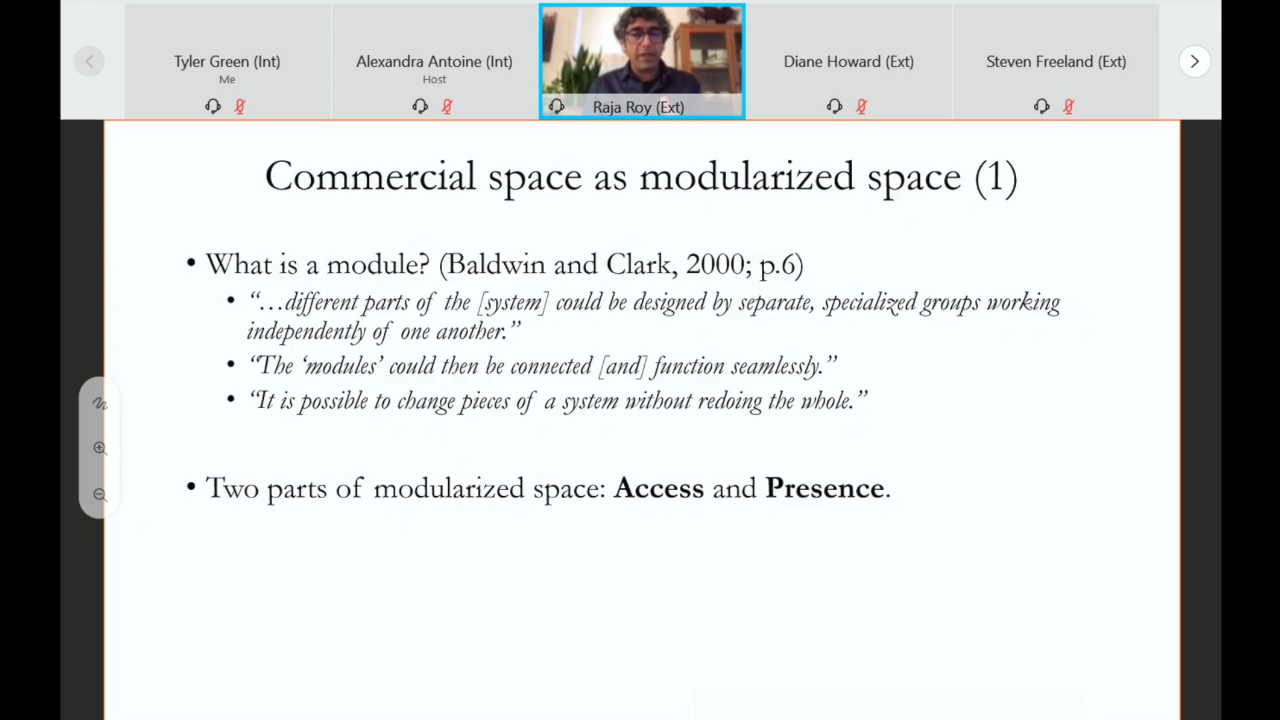 Tyler Green (Int)
Me
Alexandra Antoine (Int)
Host
Raja Roy (Ext)
Diane Howard (Ext)
Steven Freeland (Ext)
Commercial space as modularized space (1)
• What is a module? (Baldwin and Clark, 2000; p.6)
• “…different parts of the [system] could be designed by separate, specialized groups working
independently of one another.”
• “The ‘modules’ could then be connected [and] function seamlessly.”
• “It is possible to change pieces of a system without redoing the whole.”
• Two parts of modularized space: Access and Presence.